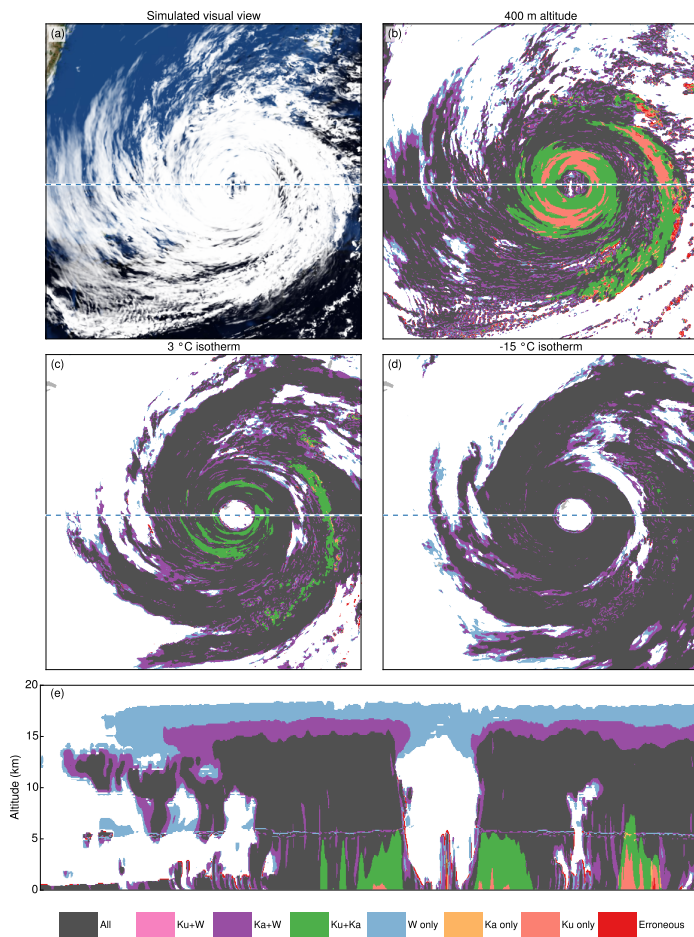 Simulated visual view
400 m altitude
(a)
(b)
3 °C isotherm
-15 °C isotherm
(c)
(d)
20
(e)
15
10
5
0
Altitude (km)
All
Ku+W
Ka+W
Ku+Ka
W only
Ka only
Ku only
Erroneous